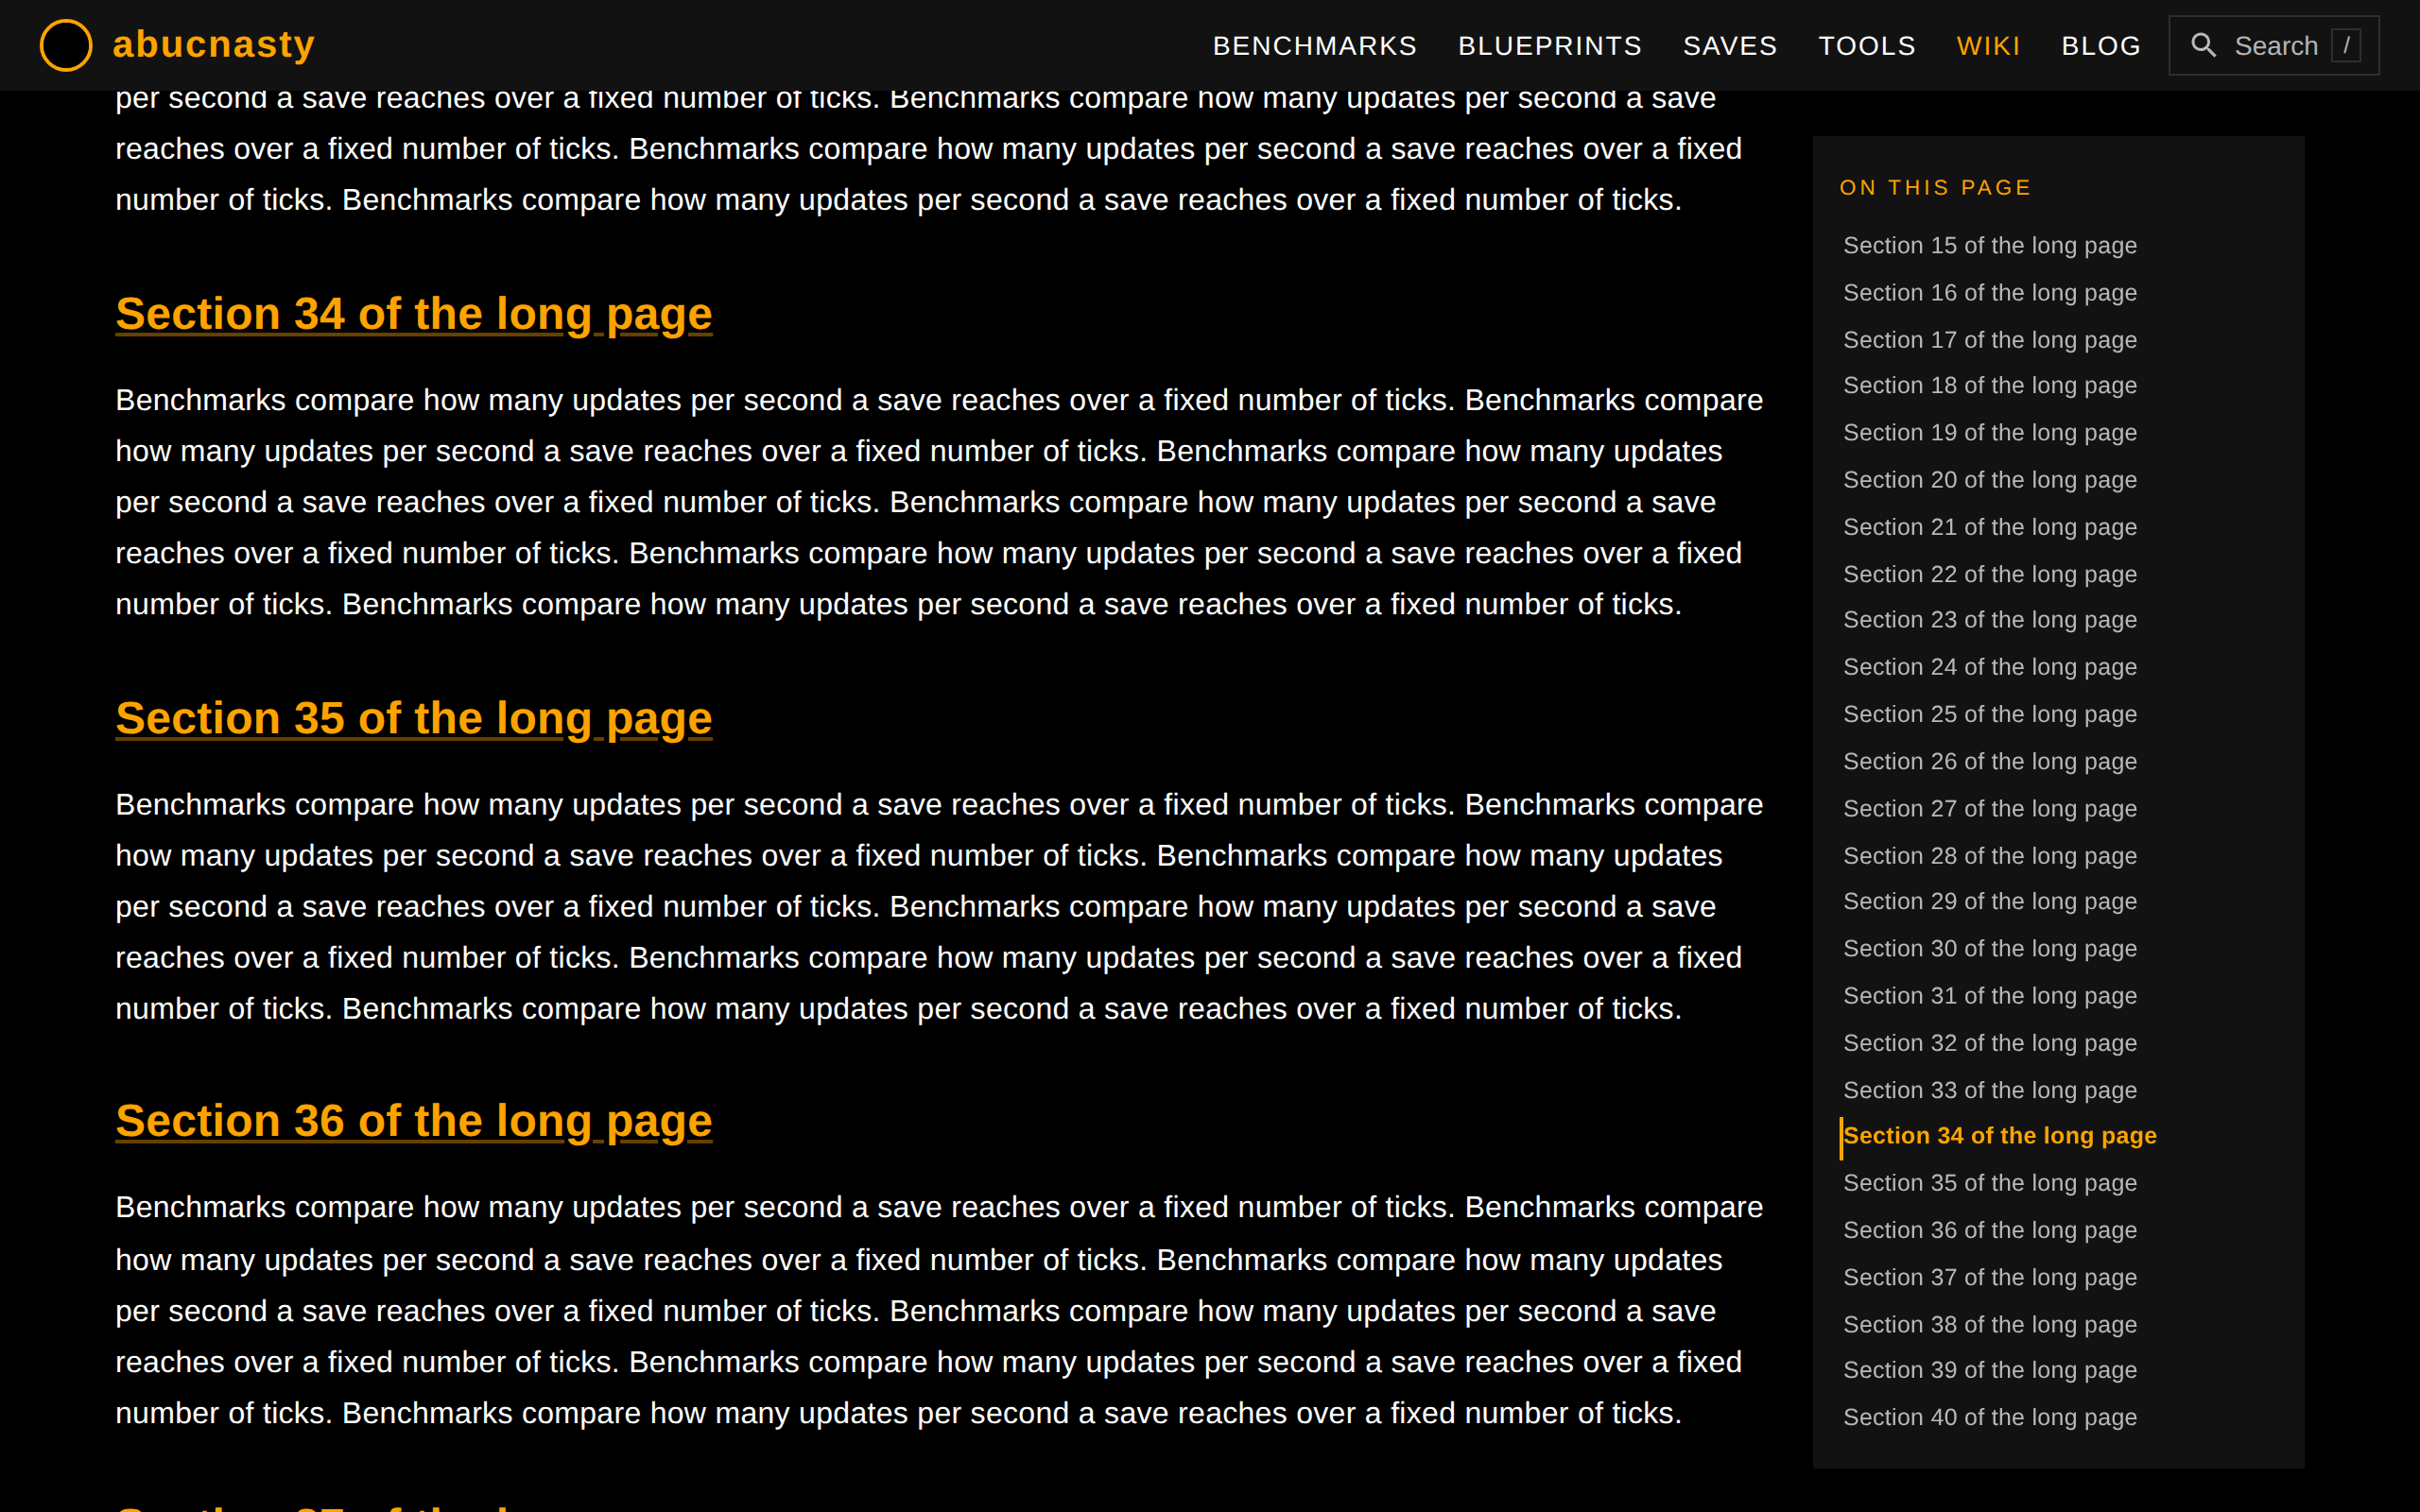 abucnasty
BENCHMARKS BLUEPRINTS SAVES TOOLS WIKI BLOG Search /
per second a save reaches over a fixed number of ticks. Benchmarks compare how many updates per second a save
reaches over a fixed number of ticks. Benchmarks compare how many updates per second a save reaches over a fixed
number of ticks. Benchmarks compare how many updates per second a save reaches over a fixed number of ticks.
Section 34 of the long page
Benchmarks compare how many updates per second a save reaches over a fixed number of ticks. Benchmarks compare
how many updates per second a save reaches over a fixed number of ticks. Benchmarks compare how many updates
per second a save reaches over a fixed number of ticks. Benchmarks compare how many updates per second a save
reaches over a fixed number of ticks. Benchmarks compare how many updates per second a save reaches over a fixed
number of ticks. Benchmarks compare how many updates per second a save reaches over a fixed number of ticks.
Section 35 of the long page
Benchmarks compare how many updates per second a save reaches over a fixed number of ticks. Benchmarks compare
how many updates per second a save reaches over a fixed number of ticks. Benchmarks compare how many updates
per second a save reaches over a fixed number of ticks. Benchmarks compare how many updates per second a save
reaches over a fixed number of ticks. Benchmarks compare how many updates per second a save reaches over a fixed
number of ticks. Benchmarks compare how many updates per second a save reaches over a fixed number of ticks.
Section 36 of the long page
Benchmarks compare how many updates per second a save reaches over a fixed number of ticks. Benchmarks compare
how many updates per second a save reaches over a fixed number of ticks. Benchmarks compare how many updates
per second a save reaches over a fixed number of ticks. Benchmarks compare how many updates per second a save
reaches over a fixed number of ticks. Benchmarks compare how many updates per second a save reaches over a fixed
number of ticks. Benchmarks compare how many updates per second a save reaches over a fixed number of ticks.
ON THIS PAGE
Section 15 of the long page
Section 16 of the long page
Section 17 of the long page
Section 18 of the long page
Section 19 of the long page
Section 20 of the long page
Section 21 of the long page
Section 22 of the long page
Section 23 of the long page
Section 24 of the long page
Section 25 of the long page
Section 26 of the long page
Section 27 of the long page
Section 28 of the long page
Section 29 of the long page
Section 30 of the long page
Section 31 of the long page
Section 32 of the long page
Section 33 of the long page
Section 34 of the long page
Section 35 of the long page
Section 36 of the long page
Section 37 of the long page
Section 38 of the long page
Section 39 of the long page
Section 40 of the long page